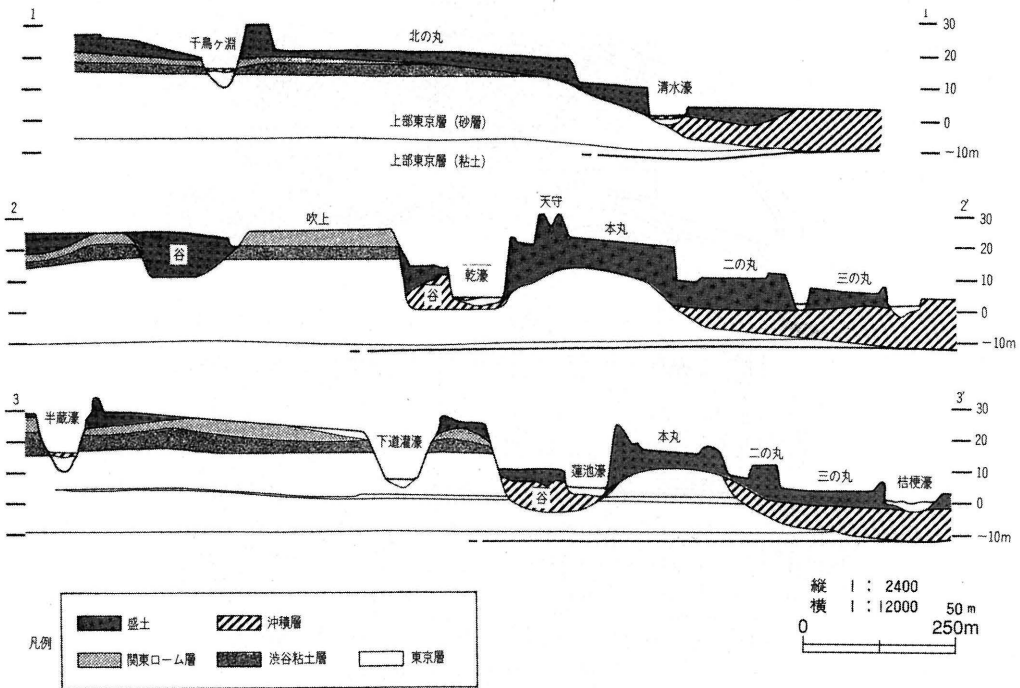 1
千鳥ヶ淵
北の丸
清水濠
1
30
20
10
0
-10m
上部東京層(砂層)
上部東京層(粘土)
2
吹上
天守
本丸
2'
谷
乾濠
谷
二の丸
三の丸
30
20
10
0
-10m
3
半蔵濠
下道灌濠
本丸
3'
蓮池濠
谷
二の丸
三の丸
桔梗濠
30
20
10
0
-10m
凡例
盛土
沖積層
関東ローム層
渋谷粘土層
東京層
縦 1:2400
横 1:12000
50m
0
250m